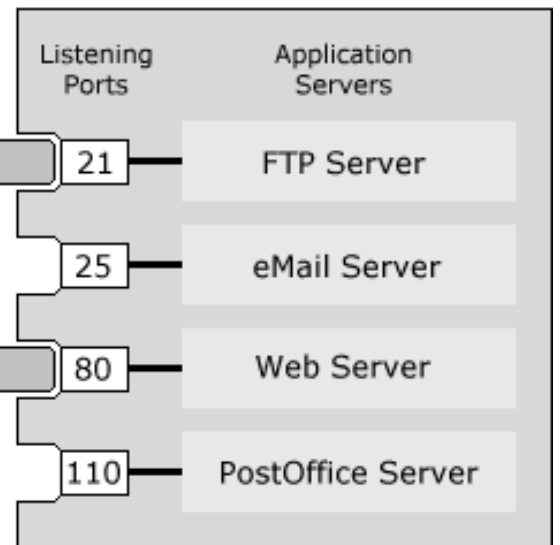 Listening
Ports
Application
Servers
21
FTP Server
25
eMail Server
80
Web Server
110
PostOffice Server